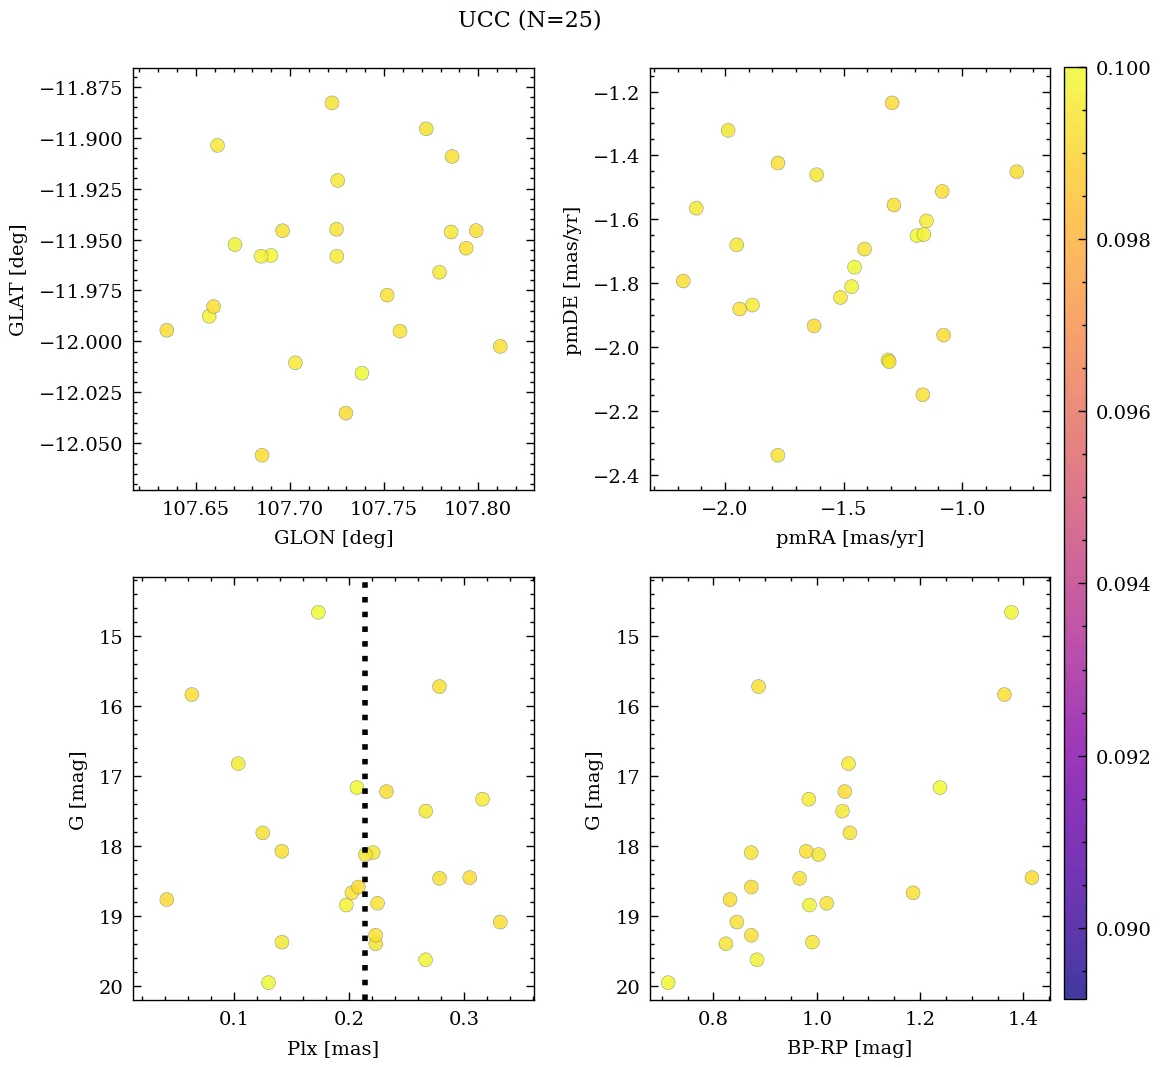 UCC (N=25)
−11.875
−11.900
−11.925
−11.950
−11.975
−12.000
−12.025
−12.050
GLAT [deg]
107.65 107.70 107.75 107.80
GLON [deg]
−1.2
−1.4
−1.6
−1.8
−2.0
−2.2
−2.4
pmDE [mas/yr]
−2.0 −1.5 −1.0
pmRA [mas/yr]
15
16
17
18
19
20
G [mag]
0.1 0.2 0.3
Plx [mas]
15
16
17
18
19
20
G [mag]
0.8 1.0 1.2 1.4
BP-RP [mag]
0.100
0.098
0.096
0.094
0.092
0.090